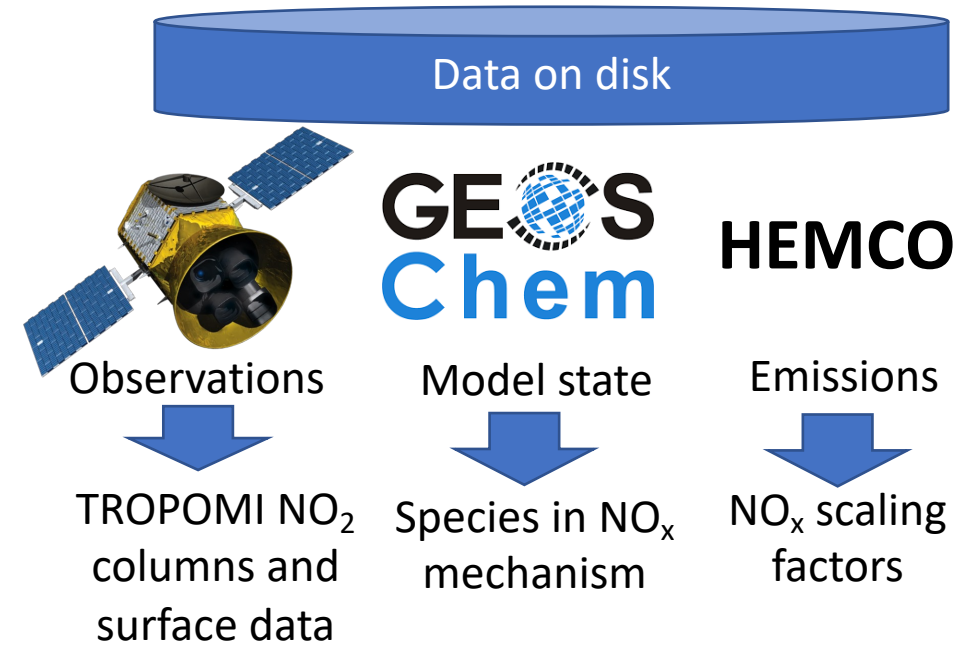 Data on disk
GEOS
Chem
HEMCO
Observations
Model state
Emissions
TROPOMI NO₂
columns and
surface data
Species in NOₓ
mechanism
NOₓ scaling
factors